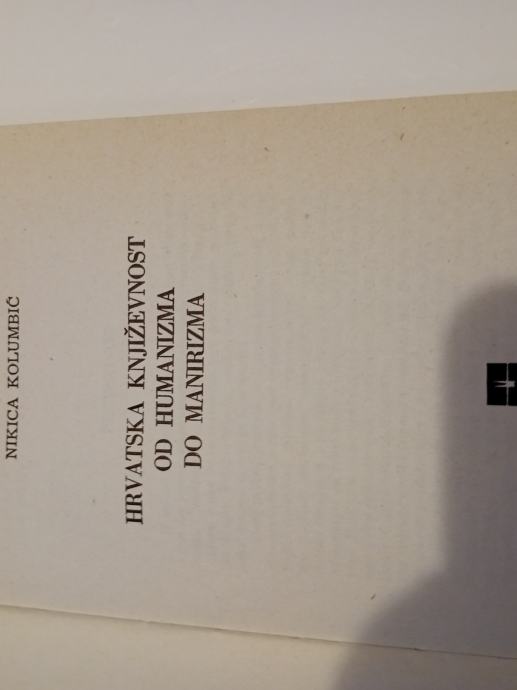 NIKICA KOLUMBIĆ
HRVATSKA KNJIŽEVNOST
OD HUMANIZMA
DO MANIRIZMA